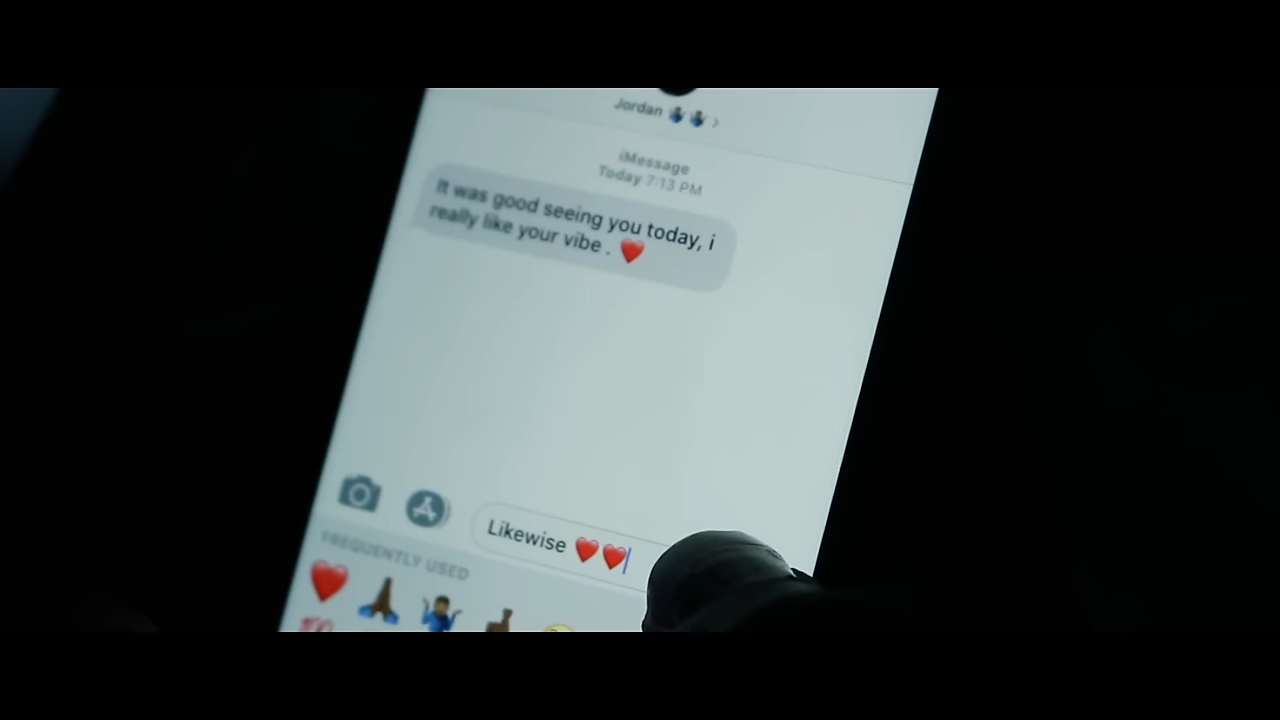 Jordan
iMessage
Today 7:13 PM
It was good seeing you today, i
really like your vibe . ❤️
Likewise ❤️❤️
FREQUENTLY USED